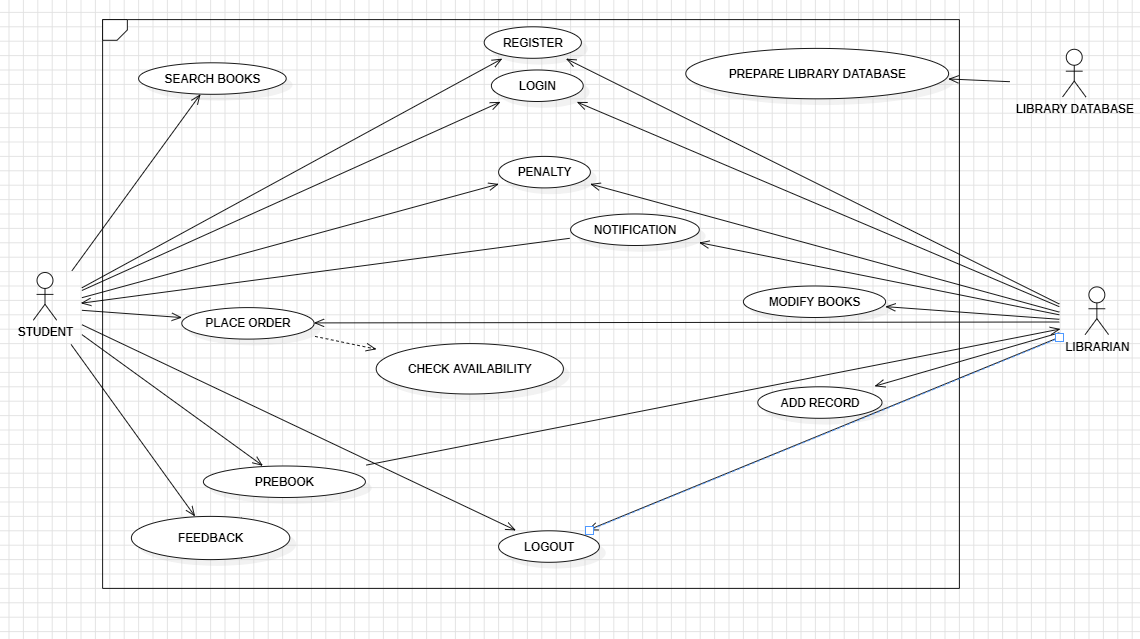 REGISTER
SEARCH BOOKS
PREPARE LIBRARY DATABASE
LOGIN
LIBRARY DATABASE
PENALTY
NOTIFICATION
MODIFY BOOKS
PLACE ORDER
STUDENT
LIBRARIAN
CHECK AVAILABILITY
ADD RECORD
PREBOOK
FEEDBACK
LOGOUT